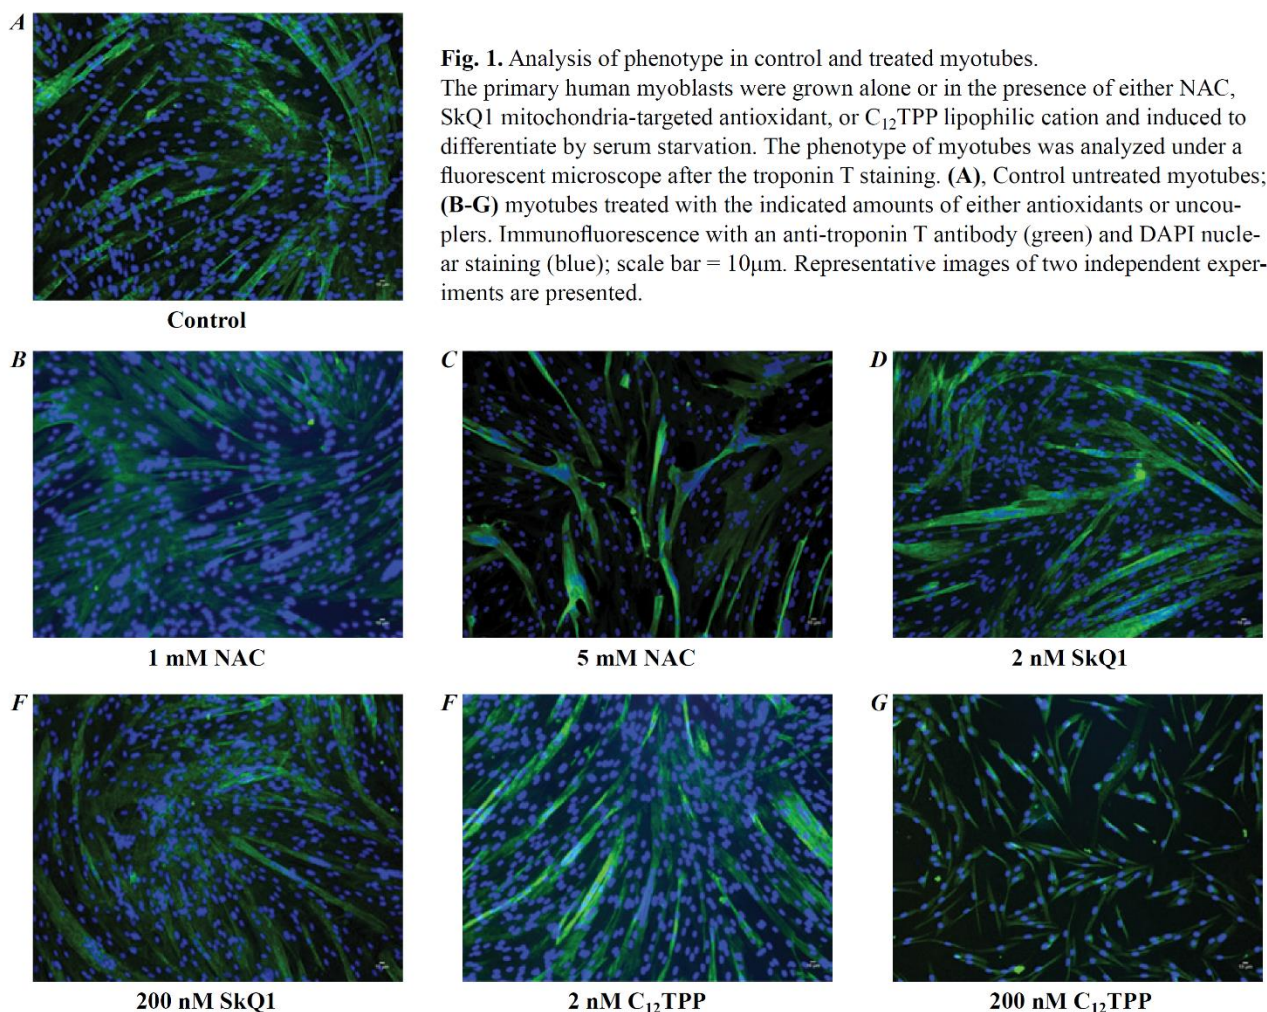 A
Fig. 1. Analysis of phenotype in control and treated myotubes.
The primary human myoblasts were grown alone or in the presence of either NAC,
SkQ1 mitochondria-targeted antioxidant, or C₁₂TPP lipophilic cation and induced to
differentiate by serum starvation. The phenotype of myotubes was analyzed under a
fluorescent microscope after the troponin T staining. (A), Control untreated myotubes;
(B-G) myotubes treated with the indicated amounts of either antioxidants or uncou-
plers. Immunofluorescence with an anti-troponin T antibody (green) and DAPI nucle-
ar staining (blue); scale bar = 10μm. Representative images of two independent exper-
iments are presented.
Control
B
C
D
1 mM NAC
5 mM NAC
2 nM SkQ1
F
F
G
200 nM SkQ1
2 nM C₁₂TPP
200 nM C₁₂TPP